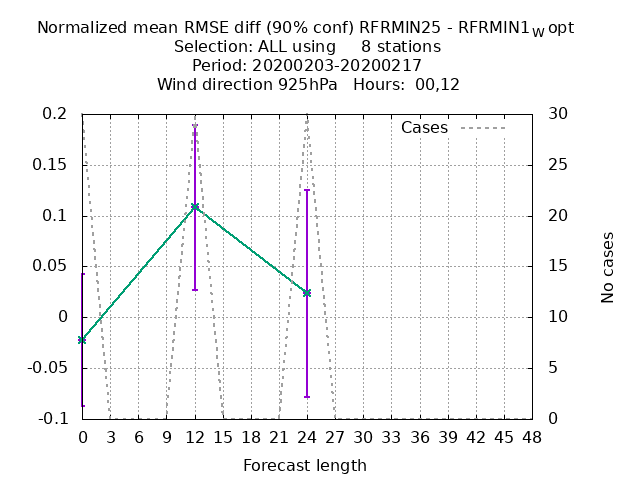 Normalized mean RMSE diff (90% conf) RFRMIN25 - RFRMIN1_W opt
Selection: ALL using     8 stations
Period: 20200203-20200217
Wind direction 925hPa   Hours:  00,12
0.2
0.15
0.1
0.05
0
-0.05
-0.1
Cases
30
25
20
15
10
5
0
No cases
0 3 6 9 12 15 18 21 24 27 30 33 36 39 42 45 48
Forecast length